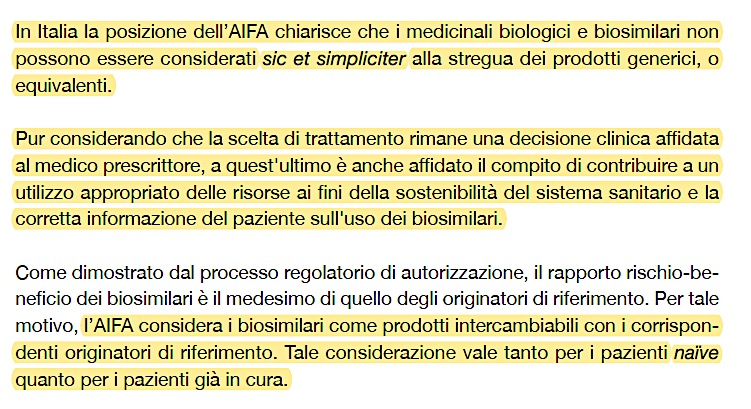 In Italia la posizione dell'AIFA chiarisce che i medicinali biologici e biosimilari non
possono essere considerati sic et simpliciter alla stregua dei prodotti generici, o
equivalenti.
Pur considerando che la scelta di trattamento rimane una decisione clinica affidata
al medico prescrittore, a quest'ultimo è anche affidato il compito di contribuire a un
utilizzo appropriato delle risorse ai fini della sostenibilità del sistema sanitario e la
corretta informazione del paziente sull'uso dei biosimilari.
Come dimostrato dal processo regolatorio di autorizzazione, il rapporto rischio-be-
neficio dei biosimilari è il medesimo di quello degli originatori di riferimento. Per tale
motivo, l'AIFA considera i biosimilari come prodotti intercambiabili con i corrispon-
denti originatori di riferimento. Tale considerazione vale tanto per i pazienti naïve
quanto per i pazienti già in cura.